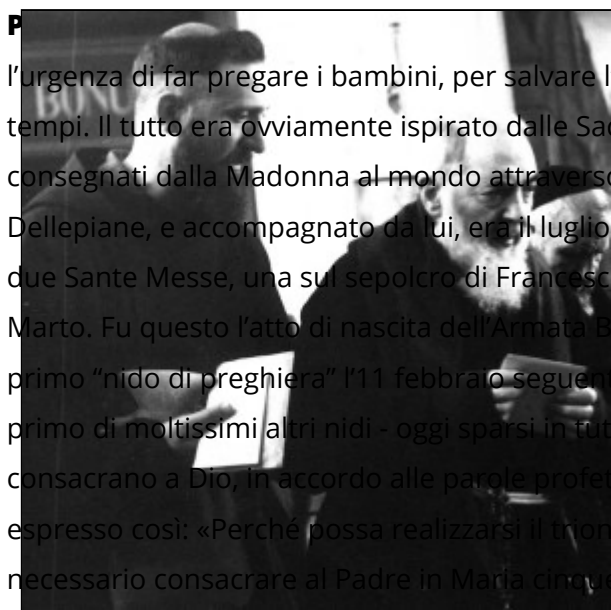 P
l’urgenza di far pregare i bambini, per salvare l
tempi. Il tutto era ovviamente ispirato dalle Sac
consegnati dalla Madonna al mondo attraverso
Dellepiane, e accompagnato da lui, era il luglio
due Sante Messe, una sul sepolcro di Francesc
Marto. Fu questo l’atto di nascita dell’Armata B
primo “nido di preghiera” l’11 febbraio seguent
primo di moltissimi altri nidi - oggi sparsi in tut
consacrano a Dio, in accordo alle parole profet
espresso così: «Perché possa realizzarsi il trion
necessario consacrare al Padre in Maria cinque